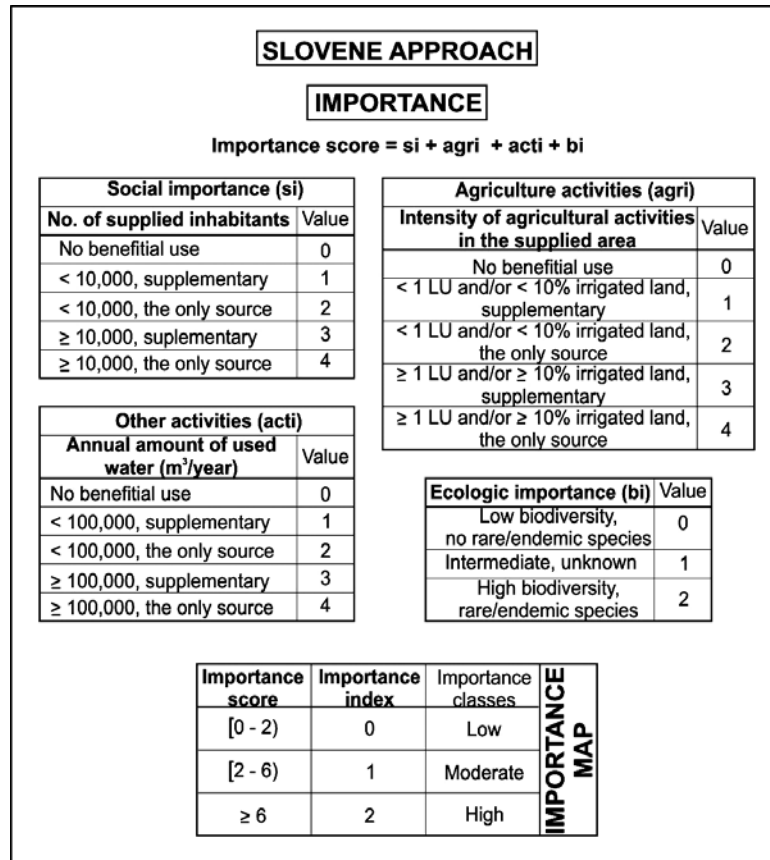 SLOVENE APPROACH
IMPORTANCE
Importance score = si + agri + acti + bi
Social importance (si)
No. of supplied inhabitants Value
No benefitial use 0
< 10,000, supplementary 1
< 10,000, the only source 2
≥ 10,000, suplementary 3
≥ 10,000, the only source 4
Agriculture activities (agri)
Intensity of agricultural activities
in the supplied area Value
No benefitial use 0
< 1 LU and/or < 10% irrigated land,
supplementary 1
< 1 LU and/or < 10% irrigated land,
the only source 2
≥ 1 LU and/or ≥ 10% irrigated land,
supplementary 3
≥ 1 LU and/or ≥ 10% irrigated land,
the only source 4
Other activities (acti)
Annual amount of used
water (m³/year) Value
No benefitial use 0
< 100,000, supplementary 1
< 100,000, the only source 2
≥ 100,000, supplementary 3
≥ 100,000, the only source 4
Ecologic importance (bi) Value
Low biodiversity,
no rare/endemic species 0
Intermediate, unknown 1
High biodiversity,
rare/endemic species 2
Importance Importance Importance
score index classes
[0 - 2) 0 Low
[2 - 6) 1 Moderate
≥ 6 2 High
IMPORTANCE
MAP